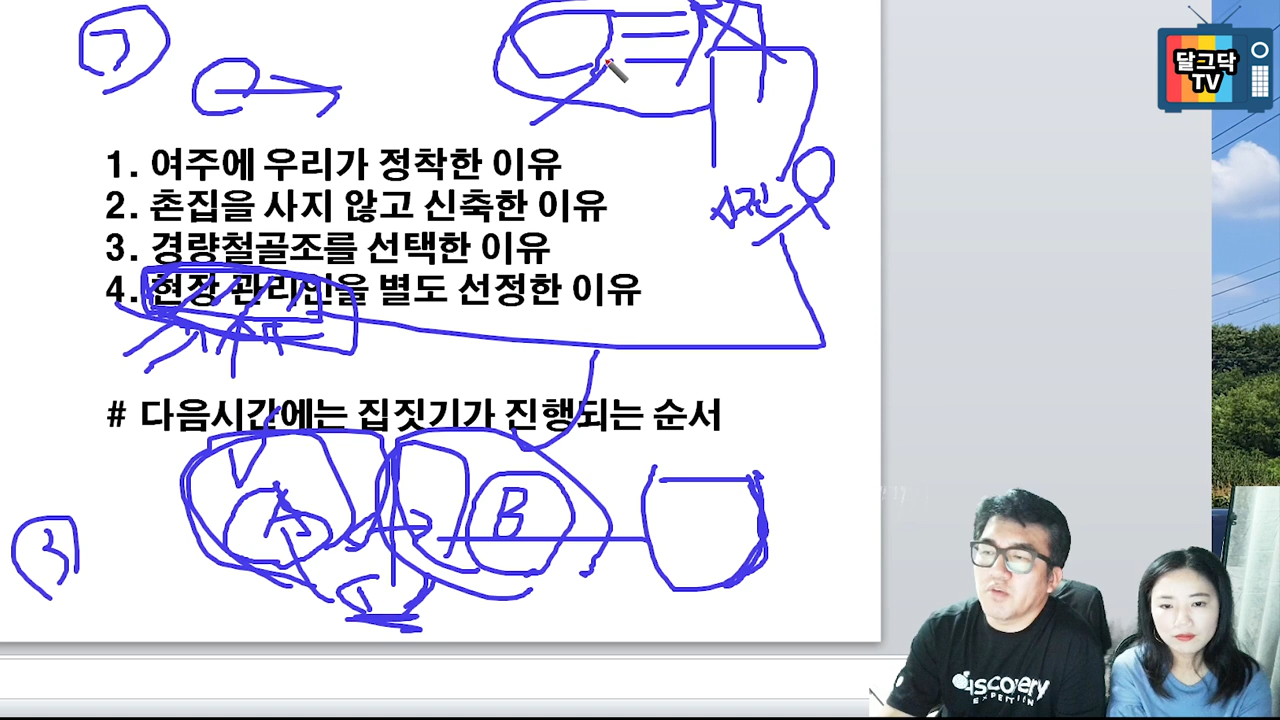 달그닥
TV
1. 여주에 우리가 정착한 이유
2. 촌집을 사지 않고 신축한 이유
3. 경량철골조를 선택한 이유
4. 현장 관리인을 별도 선정한 이유
# 다음시간에는 집짓기가 진행되는 순서
A
B
3
DISCOVERY
EXPEDITION